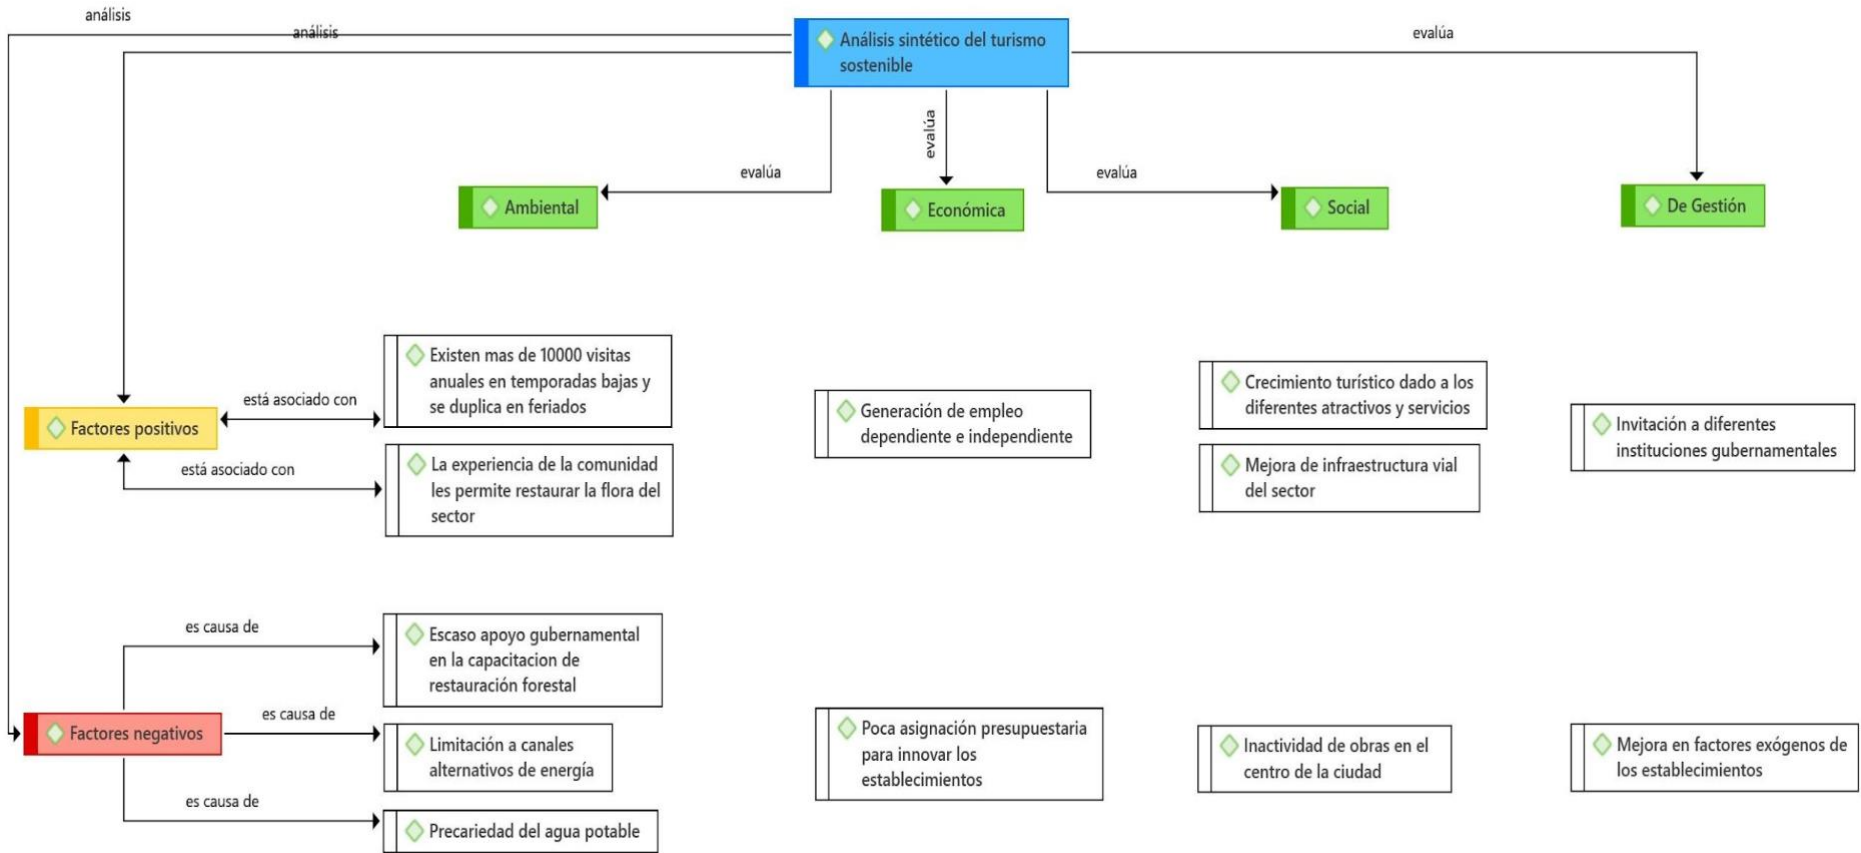 análisis
análisis
Análisis sintético del turismo
sostenible
evalúa
evalúa
evalúa
evalúa
Ambiental
Económica
Social
De Gestión
Existen mas de 10000 visitas
anuales en temporadas bajas y
se duplica en feriados
Factores positivos
está asociado con
está asociado con
La experiencia de la comunidad
les permite restaurar la flora del
sector
Generación de empleo
dependiente e independiente
Crecimiento turístico dado a los
diferentes atractivos y servicios
Mejora de infraestructura vial
del sector
Invitación a diferentes
instituciones gubernamentales
Factores negativos
es causa de
Escaso apoyo gubernamental
en la capacitacion de
restauración forestal
es causa de
Limitación a canales
alternativos de energía
es causa de
Precariedad del agua potable
Poca asignación presupuestaria
para innovar los
establecimientos
Inactividad de obras en el
centro de la ciudad
Mejora en factores exógenos de
los establecimientos